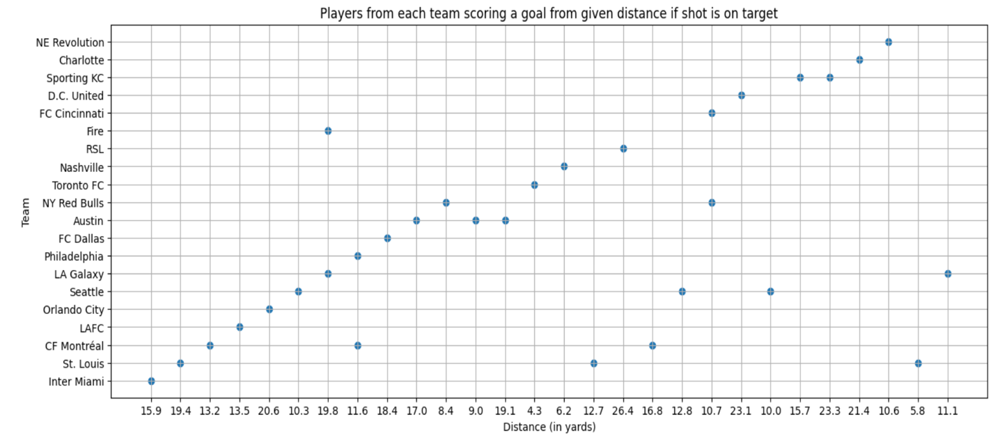 Players from each team scoring a goal from given distance if shot is on target
NE Revolution
Charlotte
Sporting KC
D.C. United
FC Cincinnati
Fire
RSL
Nashville
Toronto FC
NY Red Bulls
Austin
FC Dallas
Philadelphia
LA Galaxy
Seattle
Orlando City
LAFC
CF Montréal
St. Louis
Inter Miami
Team
15.9 19.4 13.2 13.5 20.6 10.3 19.8 11.6 18.4 17.0 8.4 9.0 19.1 4.3 6.2 12.7 26.4 16.8 12.8 10.7 23.1 10.0 15.7 23.3 21.4 10.6 5.8 11.1
Distance (in yards)